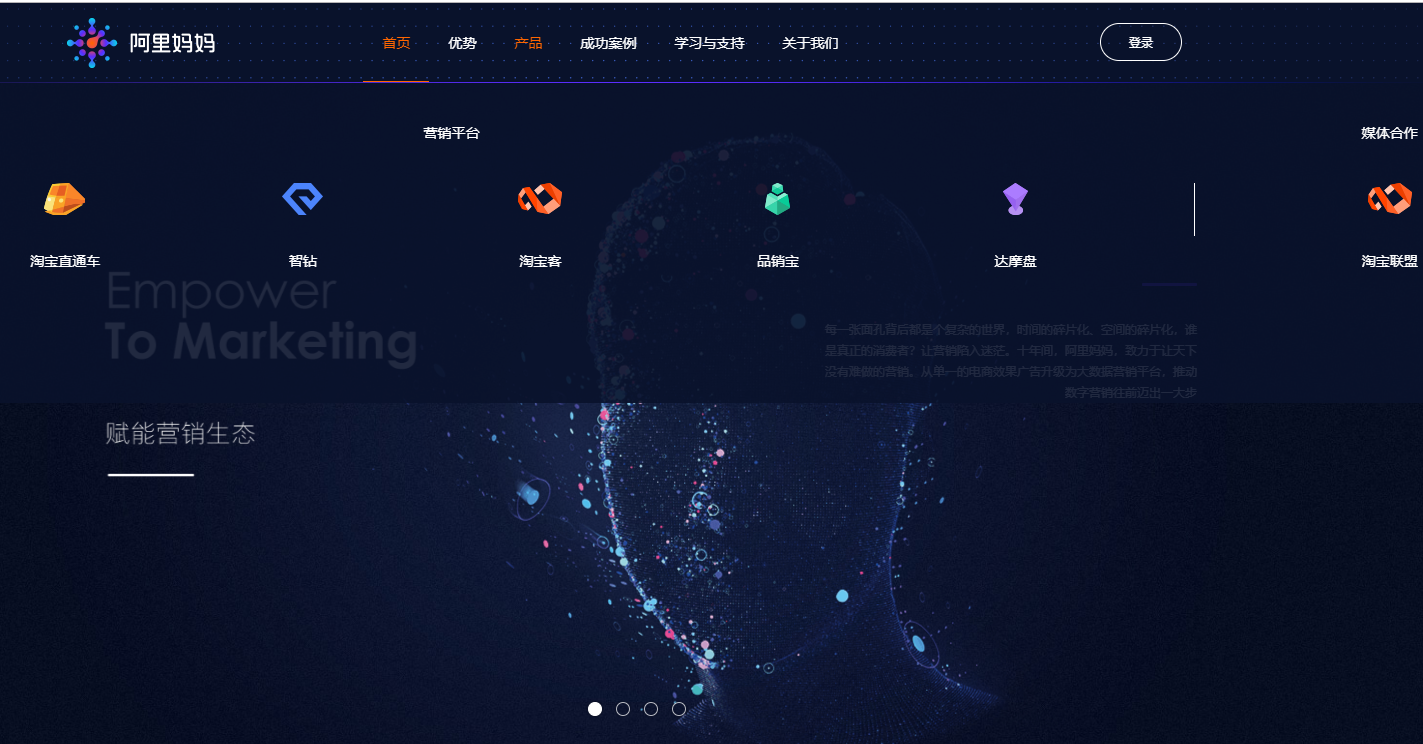 阿里妈妈
首页 优势 产品 成功案例 学习与支持 关于我们 登录
营销平台 媒体合作
淘宝直通车 智钻 淘宝客 品销宝 达摩盘 淘宝联盟
Empower
To Marketing
每一张面孔背后都是个复杂的世界，时间的碎片化、空间的碎片化，谁
是真正的消费者？让营销陷入迷茫。十年间，阿里妈妈，致力于让天下
没有难做的营销。从单一的电商效果广告升级为大数据营销平台，推动
数字营销往前迈出一大步
赋能营销生态